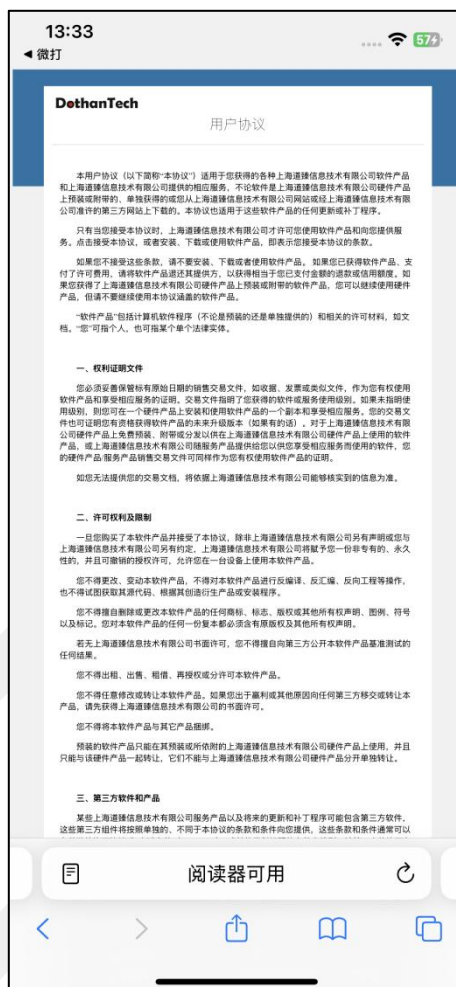 13:33
57
◀ 微打
DothanTech
用户协议
本用户协议（以下简称“本协议”）适用于您获得的各种上海道臻信息技术有限公司软件产品
和上海道臻信息技术有限公司提供的相应服务，不论软件是上海道臻信息技术有限公司硬件产品
上预装或附带的、单独获得的或您从上海道臻信息技术有限公司网站或经上海道臻信息技术有限
公司准许的第三方网站上下载的。本协议也适用于这些软件产品的任何更新或补丁程序。
只有当您接受本协议时，上海道臻信息技术有限公司才许可您使用软件产品和向您提供服
务。点击接受本协议，或者安装、下载或使用软件产品，即表示您接受本协议的条款。
如果您不接受这些条款，请不要安装、下载或者使用软件产品。 如果您已获得软件产品、支
付了许可费用，请将软件产品退还其提供方，以获得相当于您已支付金额的退款或信用额度。如
果您获得了上海道臻信息技术有限公司硬件产品上预装或附带的软件产品，您可以继续使用硬件
产品，但请不要继续使用本协议涵盖的软件产品。
“软件产品”包括计算机软件程序（不论是预装的还是单独提供的）和相关的许可材料，如文
档。“您”可指个人，也可指某个单个法律实体。
一、权利证明文件
您必须妥善保管标有原始日期的销售交易文件，如收据、发票或类似文件，作为您有权使用
软件产品和享受相应服务的证明。交易文件指明了您获得的软件或服务使用级别。如果未指明使
用级别，则您可在一个硬件产品上安装和使用软件产品的一个副本和享受相应服务。您的交易文
件也可证明您有资格获得软件产品的未来升级版本（如果有的话）。对于上海道臻信息技术有限
公司硬件产品上免费预装、附带或分发以供在上海道臻信息技术有限公司硬件产品上使用的软件
产品，或上海道臻信息技术有限公司随服务产品提供给您以供您享受相应服务而使用的软件，您
的硬件产品/服务产品销售交易文件可同样作为您有权使用软件产品的证明。
如您无法提供您的交易文档，将依据上海道臻信息技术有限公司能够核实到的信息为准。
二、许可权利及限制
一旦您购买了本软件产品并接受了本协议，除非上海道臻信息技术有限公司另有声明或您与
上海道臻信息技术有限公司另有约定，上海道臻信息技术有限公司将赋予您一份非专有的、永久
性的，并且可撤销的授权许可，允许您在一台设备上使用本软件产品。
您不得更改、变动本软件产品，不得对本软件产品进行反编译、反汇编、反向工程等操作，
也不得试图获取其源代码、根据其创造衍生产品或安装程序。
您不得擅自删除或更改本软件产品的任何商标、标志、版权或其他所有权声明、图例、符号
以及标记。您对本软件产品的任何一份复本都必须含有原版权及其他所有权声明。
若无上海道臻信息技术有限公司书面许可，您不得擅自向第三方公开本软件产品基准测试的
任何结果。
您不得出租、出售、租借、再授权或分许可本软件产品。
您不得任意修改或转让本软件产品。如果您出于赢利或其他原因向任何第三方移交或转让本
产品，请先获得上海道臻信息技术有限公司的书面许可。
您不得将本软件产品与其它产品捆绑。
预装的软件产品只能在其预装或所依附的上海道臻信息技术有限公司硬件产品上使用，并且
只能与该硬件产品一起转让，它们不能与上海道臻信息技术有限公司硬件产品分开单独转让。
三、第三方软件和产品
某些上海道臻信息技术有限公司服务产品以及将来的更新和补丁程序可能包含第三方软件。
这些第三方组件将按照单独的、不同于本协议的条款和条件向您提供，这些条款和条件通常可以
阅读器可用